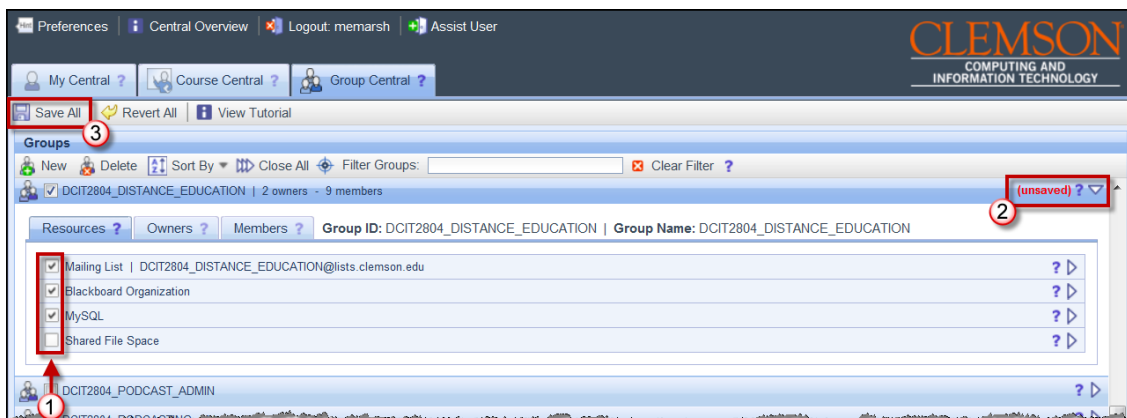 Preferences | Central Overview | Logout: memarsh | Assist User
CLEMSON
COMPUTING AND
INFORMATION TECHNOLOGY
My Central ? Course Central ? Group Central ?
Save All Revert All | View Tutorial
3
Groups
New Delete Sort By Close All Filter Groups: Clear Filter ?
DCIT2804_DISTANCE_EDUCATION | 2 owners - 9 members (unsaved) ?
2
Resources ? Owners ? Members ? Group ID: DCIT2804_DISTANCE_EDUCATION | Group Name: DCIT2804_DISTANCE_EDUCATION
Mailing List | DCIT2804_DISTANCE_EDUCATION@lists.clemson.edu ?
Blackboard Organization ?
MySQL ?
Shared File Space ?
DCIT2804_PODCAST_ADMIN ?
1